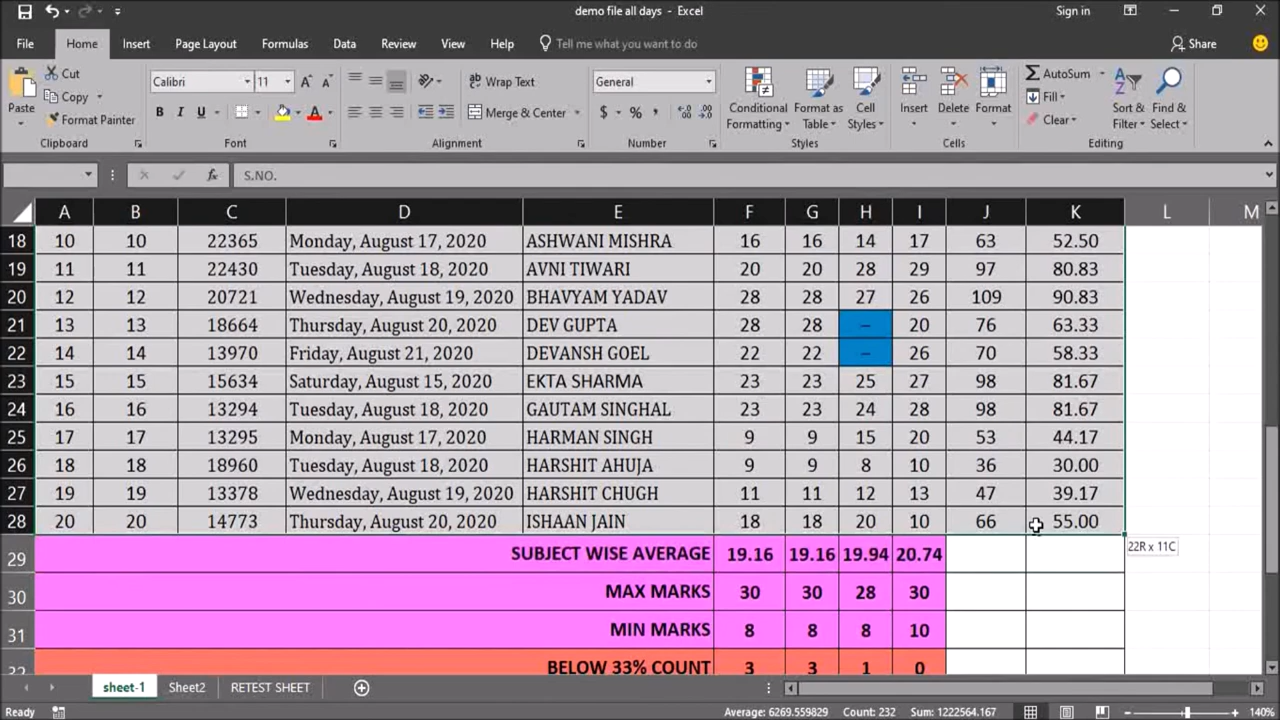 demo file all days - Excel
Sign in
File Home Insert Page Layout Formulas Data Review View Help Tell me what you want to do Share
Paste Cut Copy Format Painter
Calibri 11
B I U A
Wrap Text
Merge & Center
General
$ % ,
Conditional Formatting
Format as Table
Cell Styles
Insert Delete Format
AutoSum
Fill
Clear
Sort & Filter
Find & Select
Clipboard Font Alignment Number Styles Cells Editing
fx S.NO.
A B C D E F G H I J K L M
18 10 10 22365 Monday, August 17, 2020 ASHWANI MISHRA 16 16 14 17 63 52.50
19 11 11 22430 Tuesday, August 18, 2020 AVNI TIWARI 20 20 28 29 97 80.83
20 12 12 20721 Wednesday, August 19, 2020 BHAVYAM YADAV 28 28 27 26 109 90.83
21 13 13 18664 Thursday, August 20, 2020 DEV GUPTA 28 28 – 20 76 63.33
22 14 14 13970 Friday, August 21, 2020 DEVANSH GOEL 22 22 – 26 70 58.33
23 15 15 15634 Saturday, August 15, 2020 EKTA SHARMA 23 23 25 27 98 81.67
24 16 16 13294 Tuesday, August 18, 2020 GAUTAM SINGHAL 23 23 24 28 98 81.67
25 17 17 13295 Monday, August 17, 2020 HARMAN SINGH 9 9 15 20 53 44.17
26 18 18 18960 Tuesday, August 18, 2020 HARSHIT AHUJA 9 9 8 10 36 30.00
27 19 19 13378 Wednesday, August 19, 2020 HARSHIT CHUGH 11 11 12 13 47 39.17
28 20 20 14773 Thursday, August 20, 2020 ISHAAN JAIN 18 18 20 10 66 55.00
22R x 11C
29 SUBJECT WISE AVERAGE 19.16 19.16 19.94 20.74
30 MAX MARKS 30 30 28 30
31 MIN MARKS 8 8 8 10
32 BELOW 33% COUNT 3 3 1 0
sheet-1 Sheet2 RETEST SHEET
Ready Average: 6269.559829 Count: 232 Sum: 1222564.167 140%